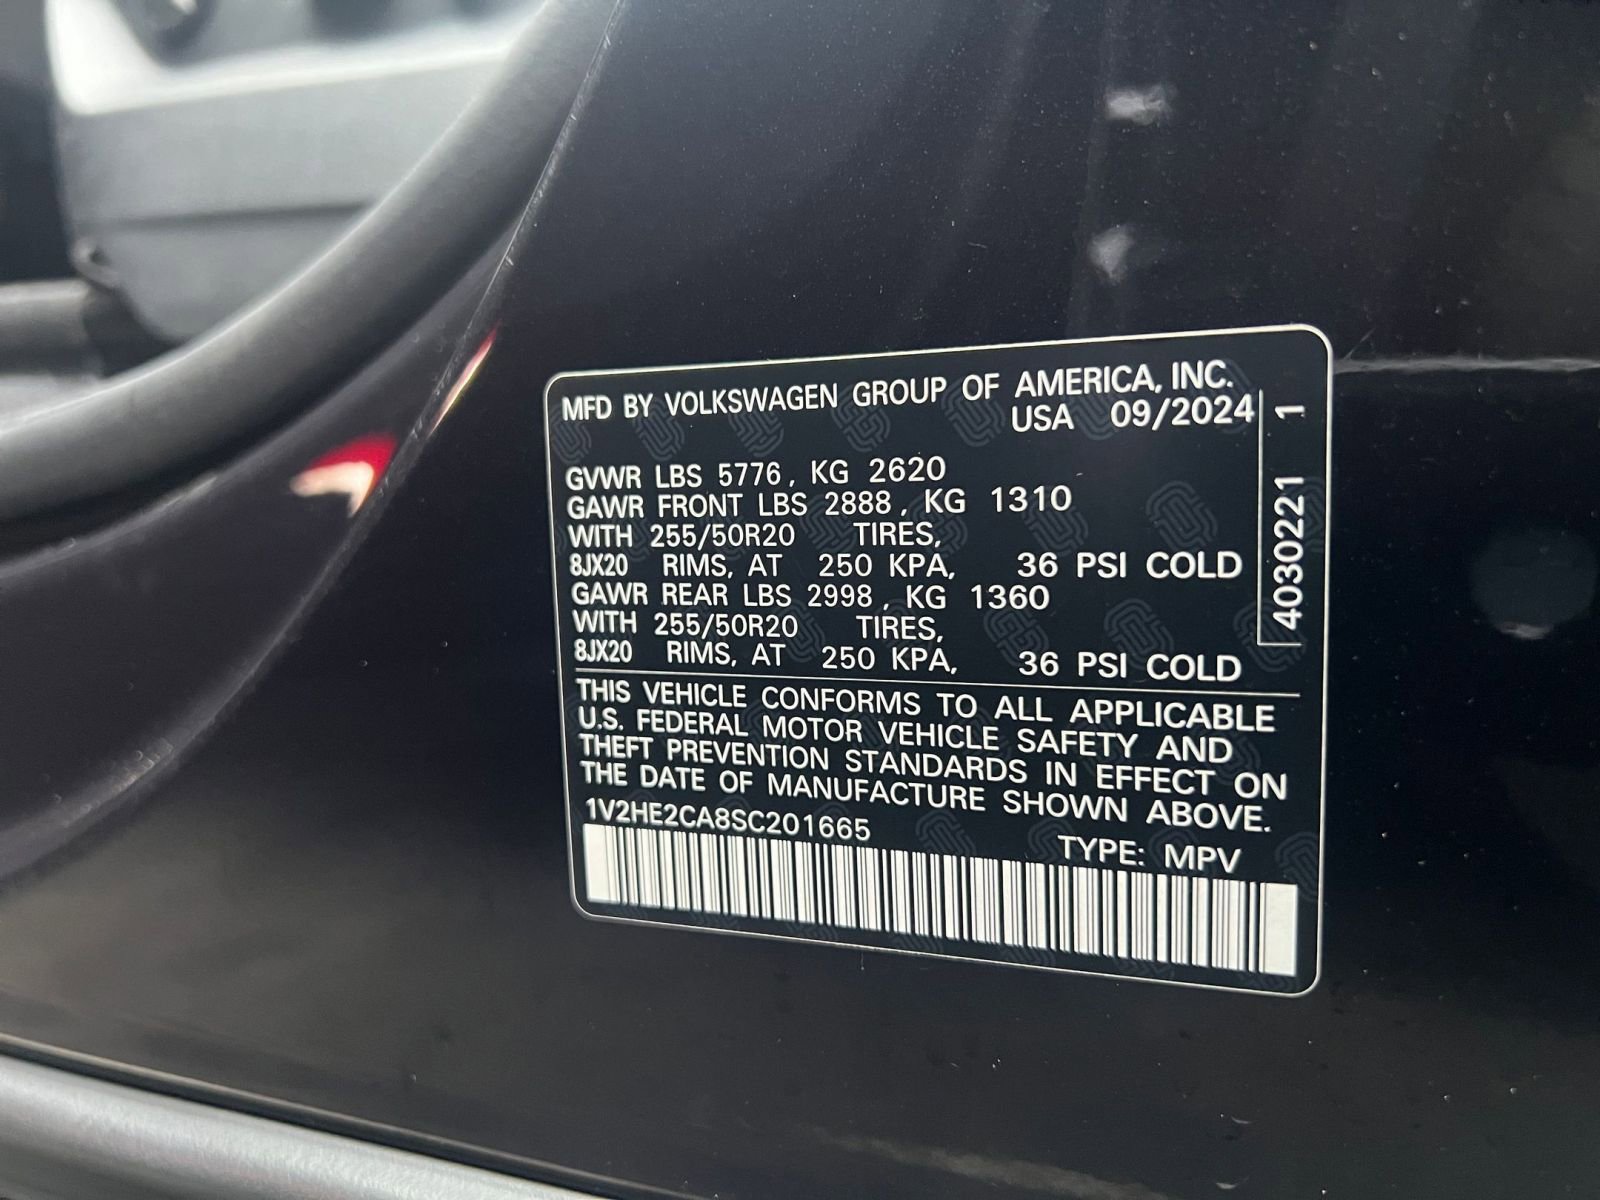 MFD BY VOLKSWAGEN GROUP OF AMERICA, INC.
USA 09/2024
GVWR LBS 5776, KG 2620
GAWR FRONT LBS 2888, KG 1310
WITH 255/50R20 TIRES,
8JX20 RIMS, AT 250 KPA, 36 PSI COLD
GAWR REAR LBS 2998, KG 1360
WITH 255/50R20 TIRES,
8JX20 RIMS, AT 250 KPA, 36 PSI COLD
THIS VEHICLE CONFORMS TO ALL APPLICABLE
U.S. FEDERAL MOTOR VEHICLE SAFETY AND
THEFT PREVENTION STANDARDS IN EFFECT ON
THE DATE OF MANUFACTURE SHOWN ABOVE.
1V2HE2CA8SC201665
TYPE: MPV
4030221 1